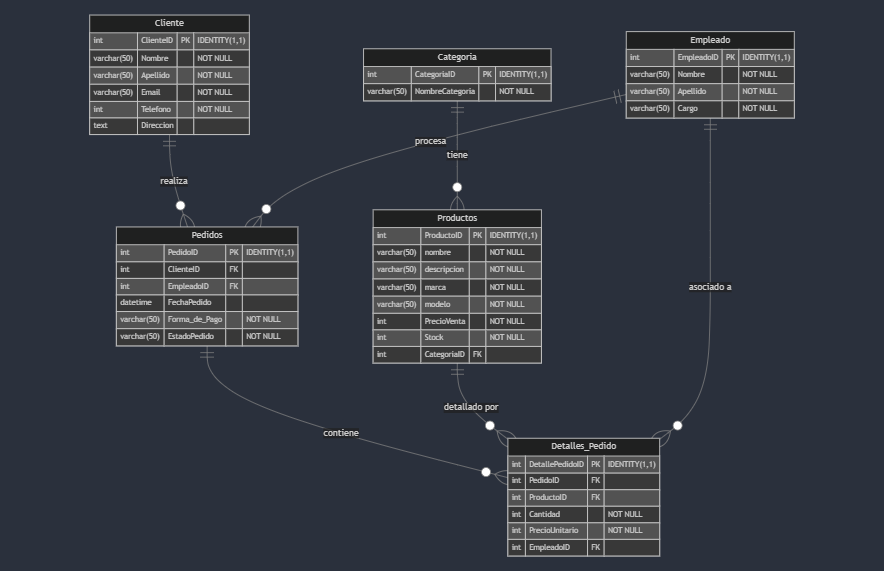 Cliente
int ClienteID PK IDENTITY(1,1)
varchar(50) Nombre NOT NULL
varchar(50) Apellido NOT NULL
varchar(50) Email NOT NULL
int Telefono NOT NULL
text Direccion
Categoria
int CategoriaID PK IDENTITY(1,1)
varchar(50) NombreCategoria NOT NULL
Empleado
int EmpleadoID PK IDENTITY(1,1)
varchar(50) Nombre NOT NULL
varchar(50) Apellido NOT NULL
varchar(50) Cargo NOT NULL
procesa
tiene
realiza
Pedidos
int PedidoID PK IDENTITY(1,1)
int ClienteID FK
int EmpleadoID FK
datetime FechaPedido
varchar(50) Forma_de_Pago NOT NULL
varchar(50) EstadoPedido NOT NULL
Productos
int ProductoID PK IDENTITY(1,1)
varchar(50) nombre NOT NULL
varchar(50) descripcion NOT NULL
varchar(50) marca NOT NULL
varchar(50) modelo NOT NULL
int PrecioVenta NOT NULL
int Stock NOT NULL
int CategoriaID FK
asociado a
detallado por
contiene
Detalles_Pedido
int DetallePedidoID PK IDENTITY(1,1)
int PedidoID FK
int ProductoID FK
int Cantidad NOT NULL
int PrecioUnitario NOT NULL
int EmpleadoID FK